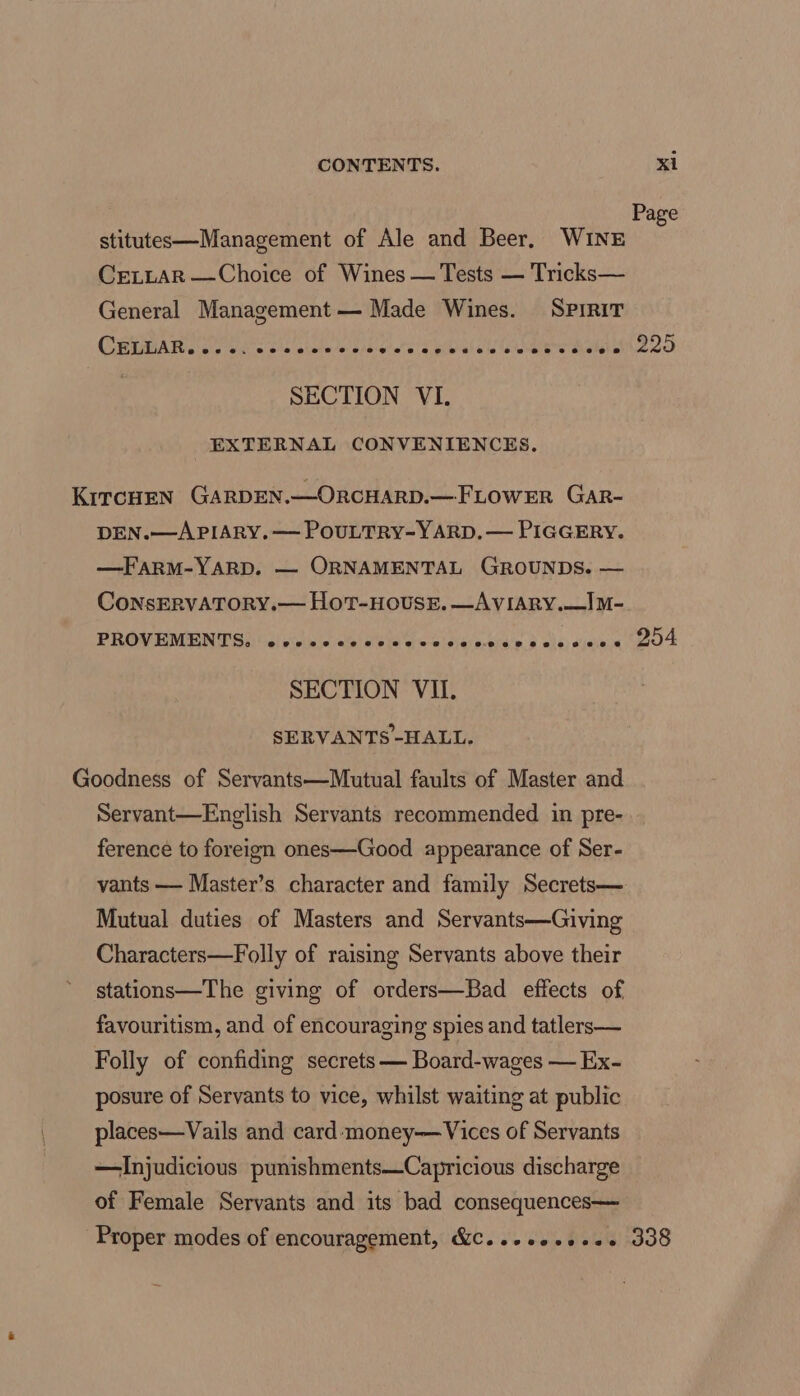 CONTENTS. xi
Page
stitutes—Management of Ale and Beer, WINE
CELLAR—Choice of Wines—Tests — Tricks—
General Management — Made Wines. SPIRIT
CELLAR................................ 225
SECTION VI.
EXTERNAL CONVENIENCES.
KITCHEN GARDEN.—ORCHARD.—FLOWER GAR-
DEN.—APIARY.—POULTRY-YARD.—PIGGERY.
—FARM-YARD. — ORNAMENTAL GROUNDS. —
CONSERVATORY.—HOT-HOUSE.—AVIARY.—IM-
PROVEMENTS. ........................... 254
SECTION VII.
SERVANTS'-HALL.
Goodness of Servants—Mutual faults of Master and
Servant—English Servants recommended in pre-
ference to foreign ones—Good appearance of Ser-
vants — Master's character and family Secrets—
Mutual duties of Masters and Servants—Giving
Characters—Folly of raising Servants above their
stations—The giving of orders—Bad effects of
favouritism, and of encouraging spies and tatlers—
Folly of confiding secrets — Board-wages — Ex-
posure of Servants to vice, whilst waiting at public
places—Vails and card money—Vices of Servants
—Injudicious punishments—Capricious discharge
of Female Servants and its bad consequences—
Proper modes of encouragement, &c........... 338